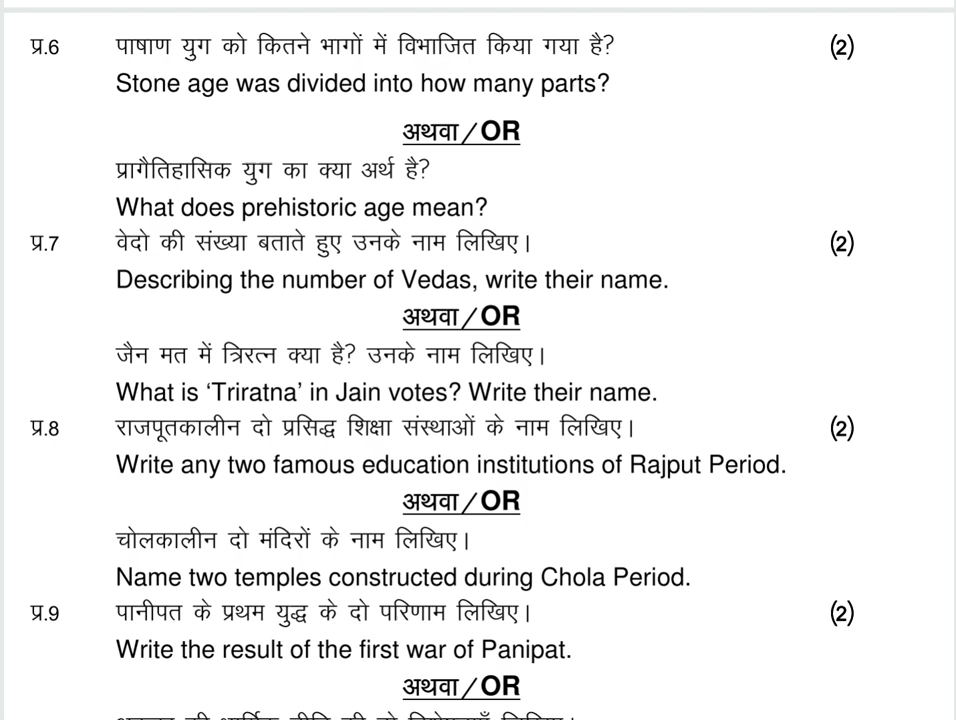 प्र.6 पाषाण युग को कितने भागों में विभाजित किया गया है? (2)
Stone age was divided into how many parts?
अथवा/OR
प्रागैतिहासिक युग का क्या अर्थ है?
What does prehistoric age mean?
प्र.7 वेदो की संख्या बताते हुए उनके नाम लिखिए। (2)
Describing the number of Vedas, write their name.
अथवा/OR
जैन मत में त्रिरत्न क्या है? उनके नाम लिखिए।
What is ‘Triratna’ in Jain votes? Write their name.
प्र.8 राजपूतकालीन दो प्रसिद्ध शिक्षा संस्थाओं के नाम लिखिए। (2)
Write any two famous education institutions of Rajput Period.
अथवा/OR
चोलकालीन दो मंदिरों के नाम लिखिए।
Name two temples constructed during Chola Period.
प्र.9 पानीपत के प्रथम युद्ध के दो परिणाम लिखिए। (2)
Write the result of the first war of Panipat.
अथवा/OR